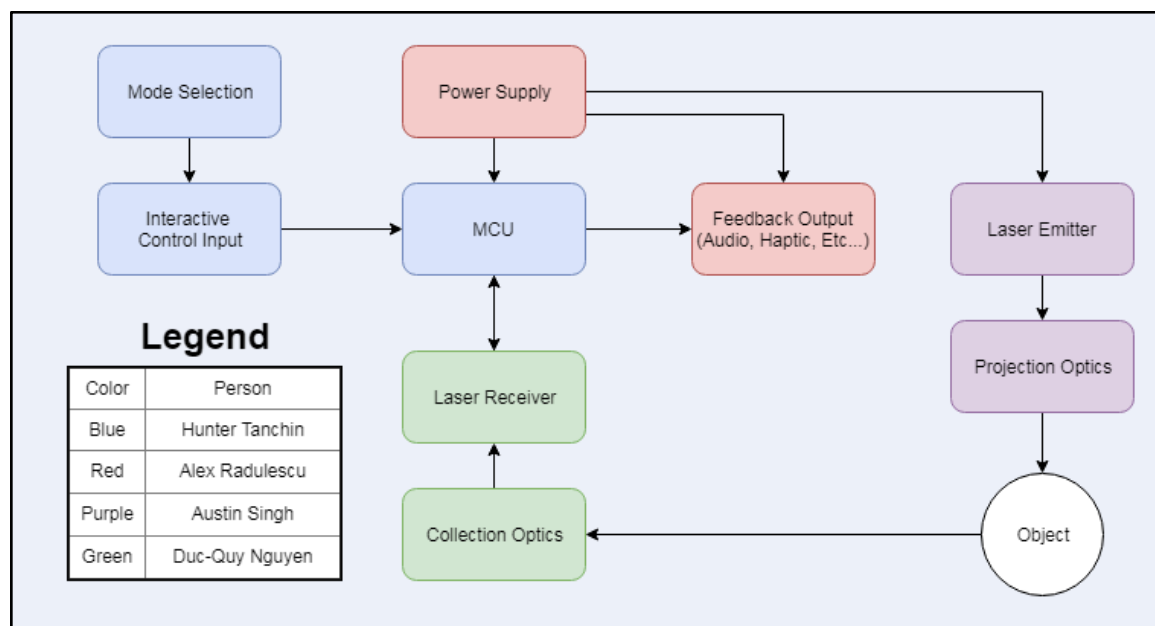 Mode Selection
Power Supply
Interactive
Control Input
MCU
Feedback Output
(Audio, Haptic, Etc...)
Laser Emitter
Legend
Color Person
Blue Hunter Tanchin
Red Alex Radulescu
Purple Austin Singh
Green Duc-Quy Nguyen
Laser Receiver
Projection Optics
Collection Optics
Object